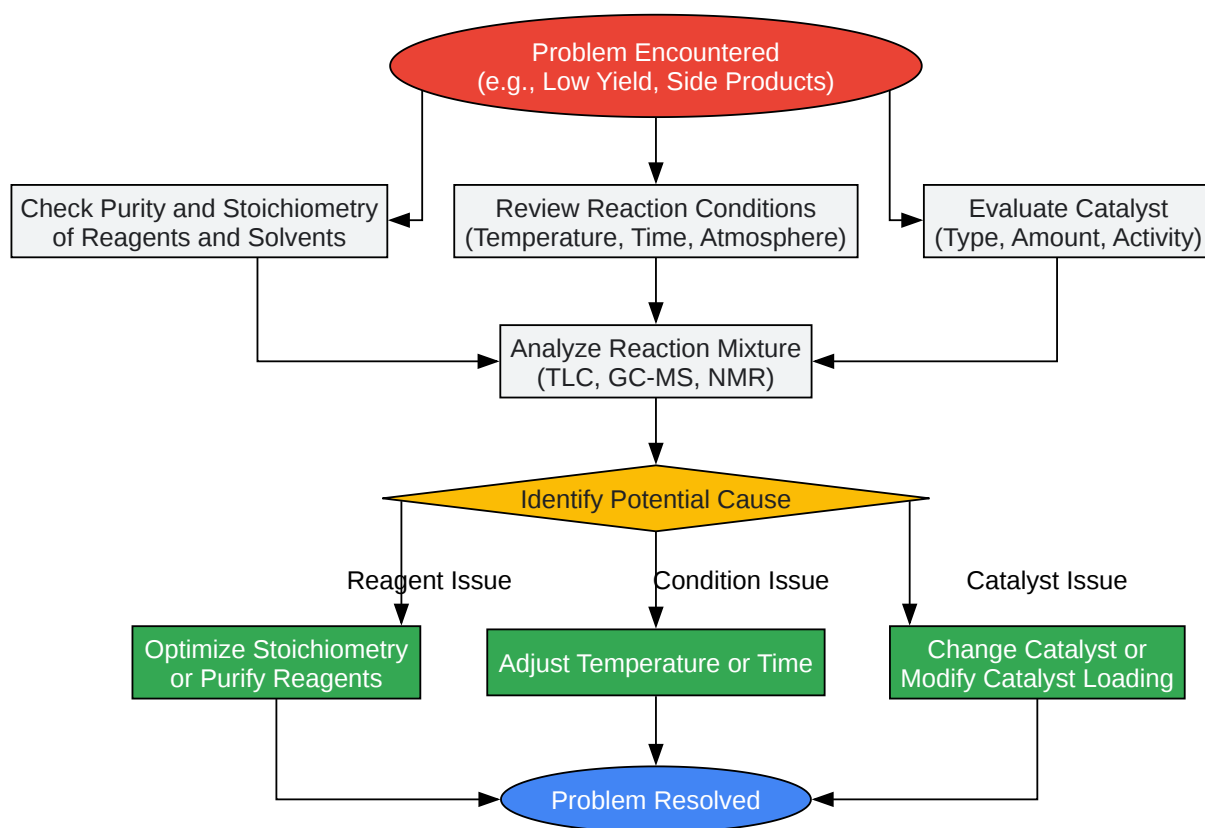 Problem Encountered
(e.g., Low Yield, Side Products)
Check Purity and Stoichiometry
of Reagents and Solvents
Review Reaction Conditions
(Temperature, Time, Atmosphere)
Evaluate Catalyst
(Type, Amount, Activity)
Analyze Reaction Mixture
(TLC, GC-MS, NMR)
Identify Potential Cause
Reagent Issue
Condition Issue
Catalyst Issue
Optimize Stoichiometry
or Purify Reagents
Adjust Temperature or Time
Change Catalyst or
Modify Catalyst Loading
Problem Resolved